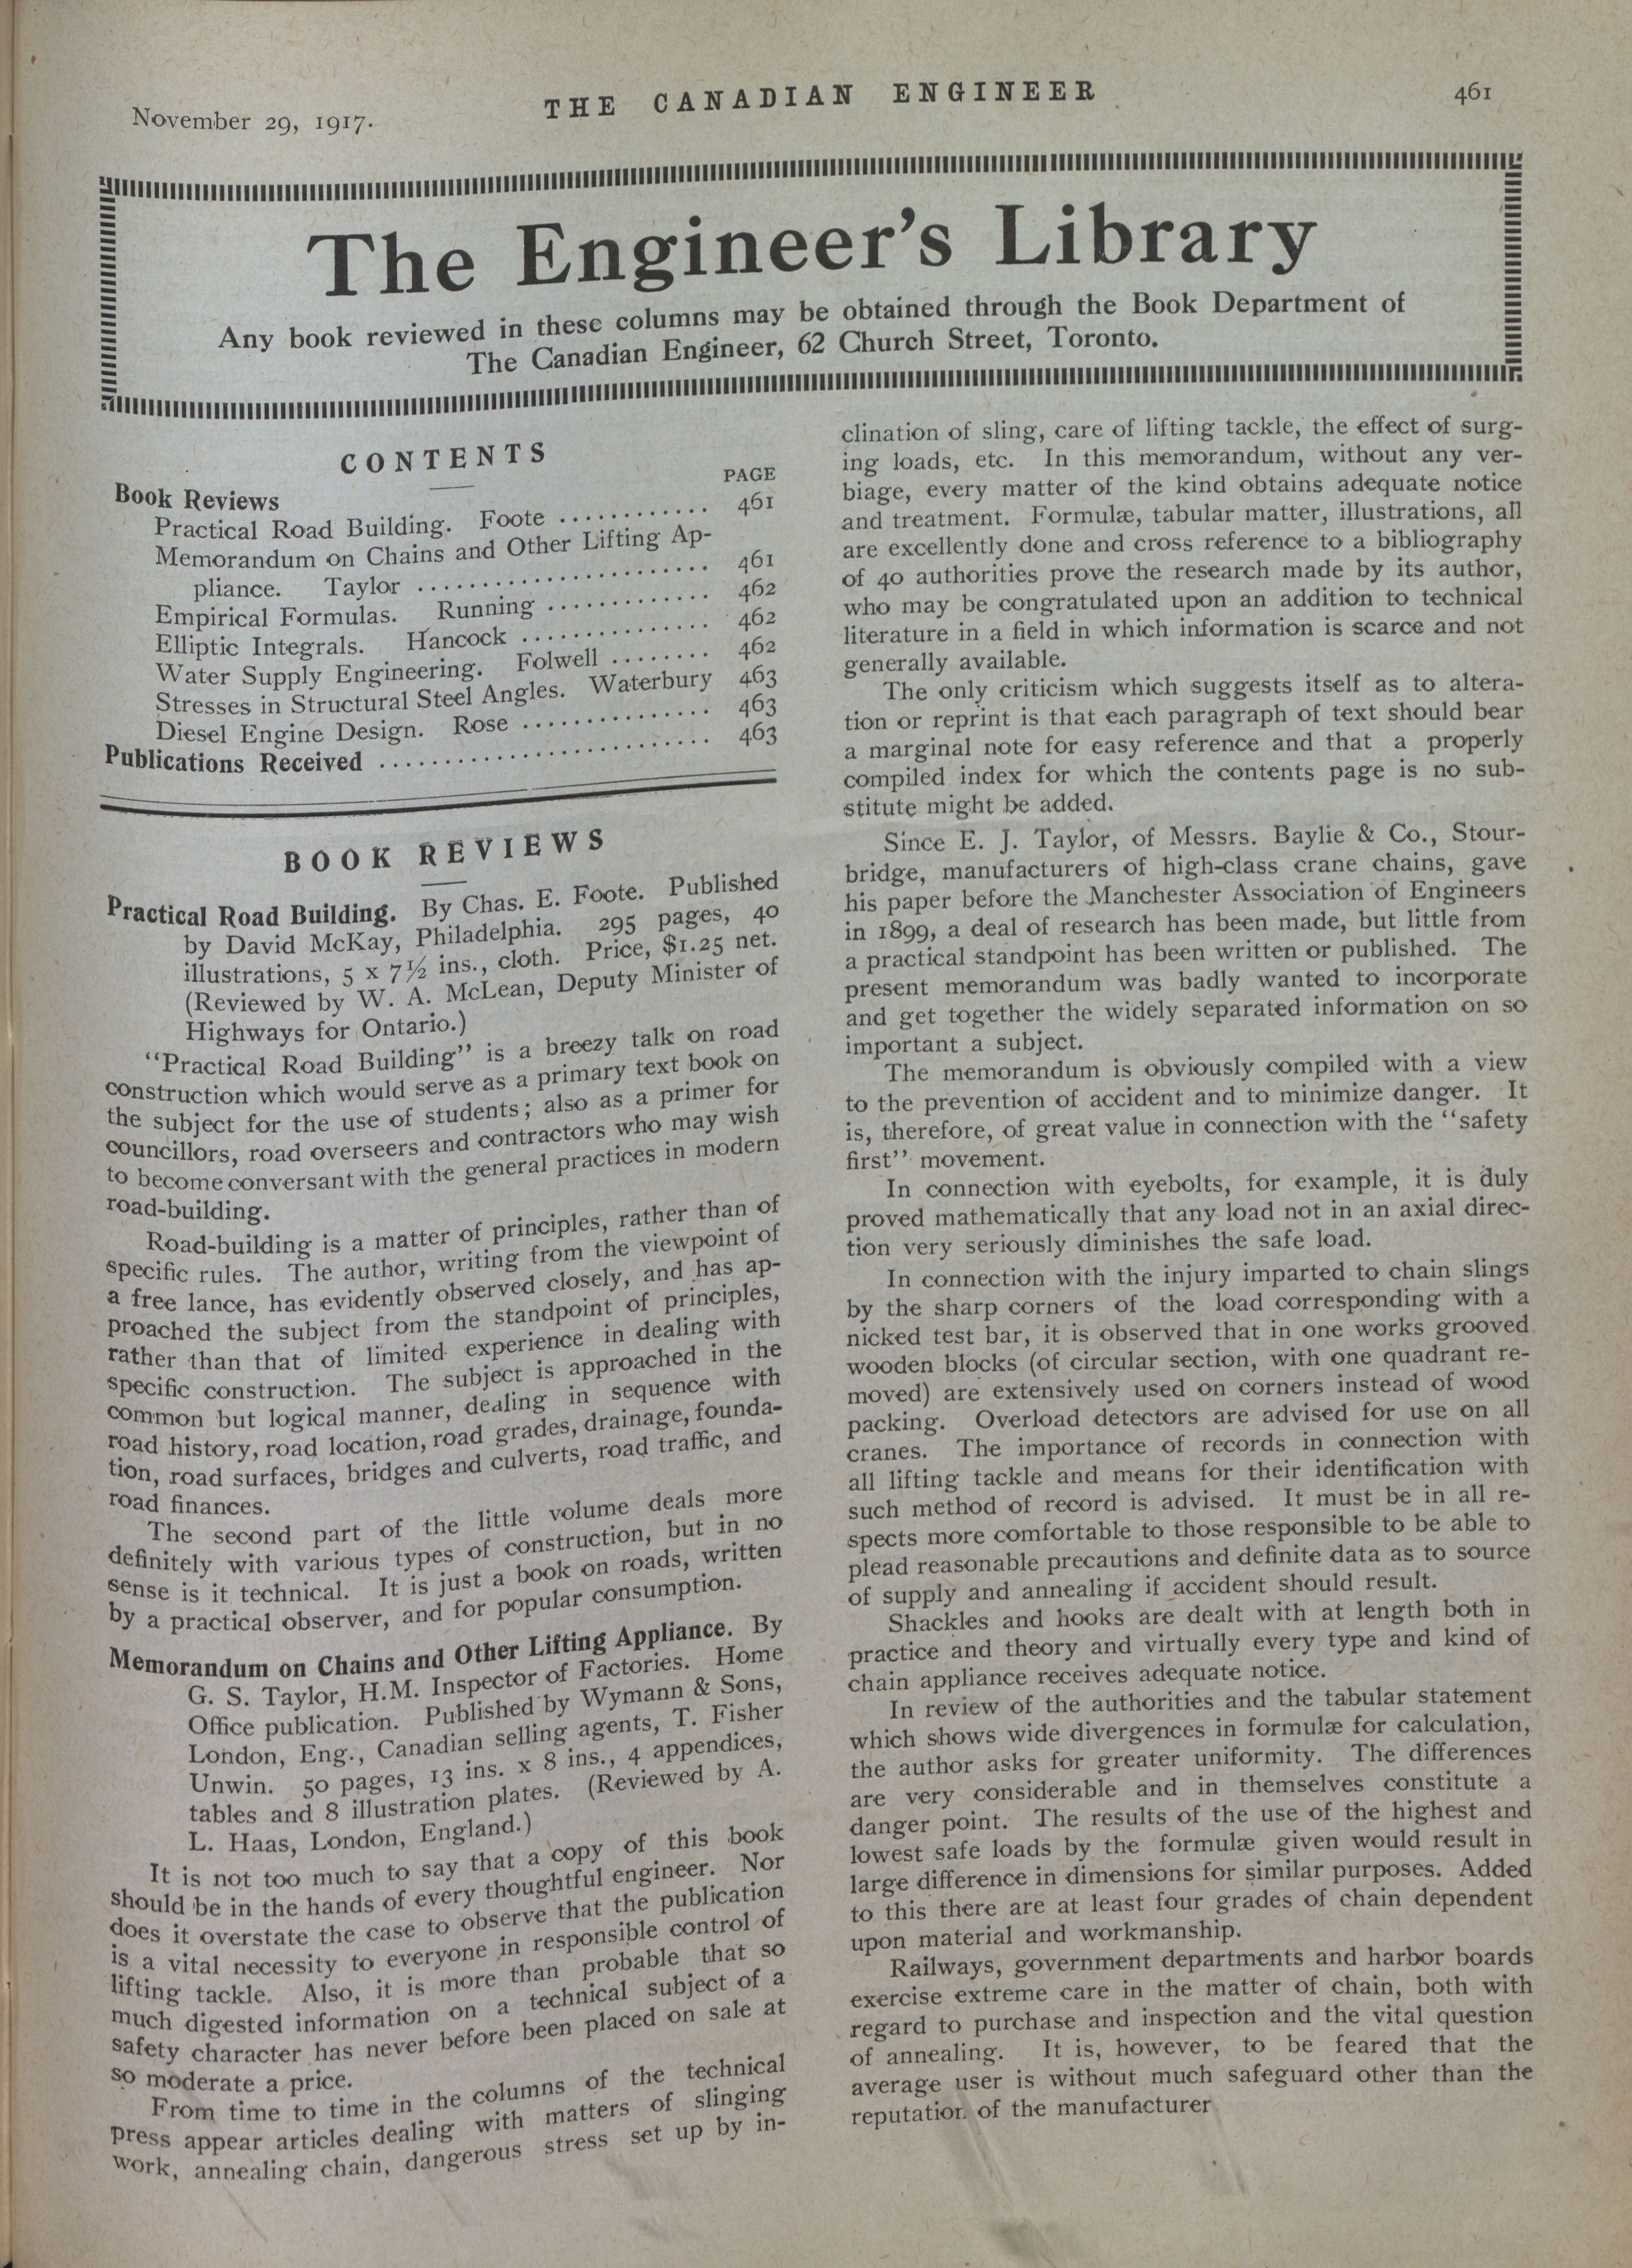 November 29, 1917.
THE CANADIAN ENGINEER
461
The Engineer's Library
Any book reviewed in these columns may be obtained through the Book Department of
The Canadian Engineer, 62 Church Street, Toronto.
CONTENTS
PAGE
Book Reviews
Practical Road Building. Foote ............ 461
Memorandum on Chains and Other Lifting Ap-
pliance. Taylor ....................... 461
Empirical Formulas. Running ............. 462
Elliptic Integrals. Hancock ............... 462
Water Supply Engineering. Folwell ........ 462
Stresses in Structural Steel Angles. Waterbury 463
Diesel Engine Design. Rose ............... 463
Publications Received .......................... 463
BOOK REVIEWS
Practical Road Building. By Chas. E. Foote. Published
by David McKay, Philadelphia. 295 pages, 40
illustrations, 5 x 7½ ins., cloth. Price, $1.25 net.
(Reviewed by W. A. McLean, Deputy Minister of
Highways for Ontario.)
"Practical Road Building" is a breezy talk on road
construction which would serve as a primary text book on
the subject for the use of students; also as a primer for
councillors, road overseers and contractors who may wish
to become conversant with the general practices in modern
road-building.
Road-building is a matter of principles, rather than of
specific rules. The author, writing from the viewpoint of
a free lance, has evidently observed closely, and has ap-
proached the subject from the standpoint of principles,
rather than that of limited experience in dealing with
specific construction. The subject is approached in the
common but logical manner, dealing in sequence with
road history, road location, road grades, drainage, founda-
tion, road surfaces, bridges and culverts, road traffic, and
road finances.
The second part of the little volume deals more
definitely with various types of construction, but in no
sense is it technical. It is just a book on roads, written
by a practical observer, and for popular consumption.
Memorandum on Chains and Other Lifting Appliance. By
G. S. Taylor, H.M. Inspector of Factories. Home
Office publication. Published by Wymann & Sons,
London, Eng., Canadian selling agents, T. Fisher
Unwin. 50 pages, 13 ins. x 8 ins., 4 appendices,
tables and 8 illustration plates. (Reviewed by A.
L. Haas, London, England.)
It is not too much to say that a copy of this book
should be in the hands of every thoughtful engineer. Nor
does it overstate the case to observe that the publication
is a vital necessity to everyone in responsible control of
lifting tackle. Also, it is more than probable that so
much digested information on a technical subject of a
safety character has never before been placed on sale at
so moderate a price.
From time to time in the columns of the technical
press appear articles dealing with matters of slinging
work, annealing chain, dangerous stress set up by in-
clination of sling, care of lifting tackle, the effect of surg-
ing loads, etc. In this memorandum, without any ver-
biage, every matter of the kind obtains adequate notice
and treatment. Formulæ, tabular matter, illustrations, all
are excellently done and cross reference to a bibliography
of 40 authorities prove the research made by its author,
who may be congratulated upon an addition to technical
literature in a field in which information is scarce and not
generally available.
The only criticism which suggests itself as to altera-
tion or reprint is that each paragraph of text should bear
a marginal note for easy reference and that a properly
compiled index for which the contents page is no sub-
stitute might be added.
Since E. J. Taylor, of Messrs. Baylie & Co., Stour-
bridge, manufacturers of high-class crane chains, gave
his paper before the Manchester Association of Engineers
in 1899, a deal of research has been made, but little from
a practical standpoint has been written or published. The
present memorandum was badly wanted to incorporate
and get together the widely separated information on so
important a subject.
The memorandum is obviously compiled with a view
to the prevention of accident and to minimize danger. It
is, therefore, of great value in connection with the "safety
first" movement.
In connection with eyebolts, for example, it is duly
proved mathematically that any load not in an axial direc-
tion very seriously diminishes the safe load.
In connection with the injury imparted to chain slings
by the sharp corners of the load corresponding with a
nicked test bar, it is observed that in one works grooved
wooden blocks (of circular section, with one quadrant re-
moved) are extensively used on corners instead of wood
packing. Overload detectors are advised for use on all
cranes. The importance of records in connection with
all lifting tackle and means for their identification with
such method of record is advised. It must be in all re-
spects more comfortable to those responsible to be able to
plead reasonable precautions and definite data as to source
of supply and annealing if accident should result.
Shackles and hooks are dealt with at length both in
practice and theory and virtually every type and kind of
chain appliance receives adequate notice.
In review of the authorities and the tabular statement
which shows wide divergences in formulæ for calculation,
the author asks for greater uniformity. The differences
are very considerable and in themselves constitute a
danger point. The results of the use of the highest and
lowest safe loads by the formulæ given would result in
large difference in dimensions for similar purposes. Added
to this there are at least four grades of chain dependent
upon material and workmanship.
Railways, government departments and harbor boards
exercise extreme care in the matter of chain, both with
regard to purchase and inspection and the vital question
of annealing. It is, however, to be feared that the
average user is without much safeguard other than the
reputation of the manufacturer